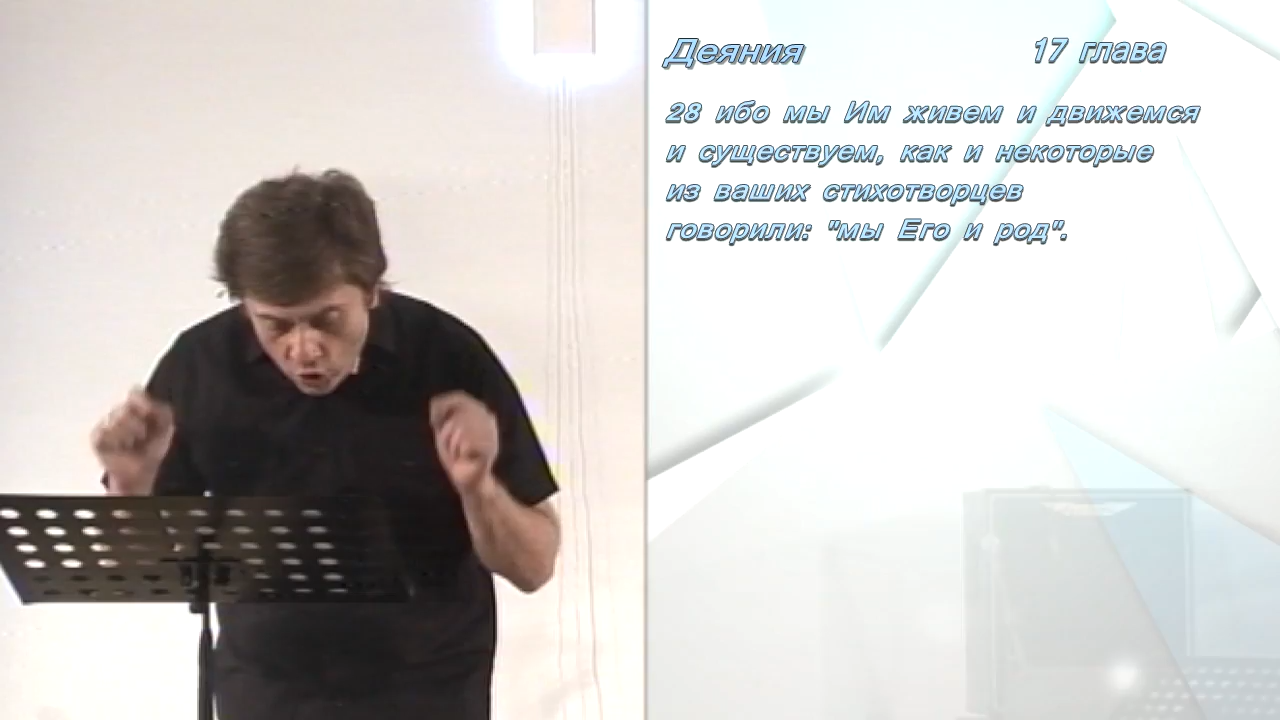 Деяния 17 глава
28 ибо мы Им живем и движемся
и существуем, как и некоторые
из ваших стихотворцев
говорили: "мы Его и род".